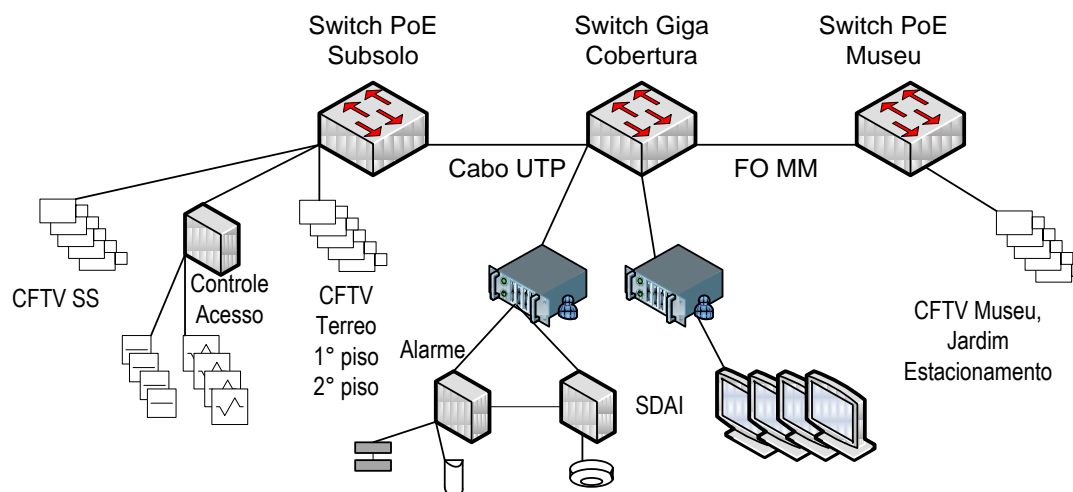 Switch PoE
Subsolo
Switch Giga
Cobertura
Switch PoE
Museu
Cabo UTP
FO MM
CFTV SS
Controle
Acesso
CFTV
Terreo
1° piso
2° piso
Alarme
SDAI
CFTV Museu,
Jardim
Estacionamento